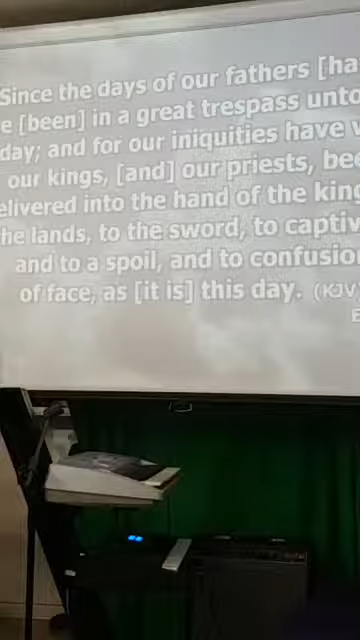 Since the days of our fathers [ha
e [been] in a great trespass unto
day; and for our iniquities have w
our kings, [and] our priests, bee
elivered into the hand of the king
he lands, to the sword, to captiv
and to a spoil, and to confusio
of face, as [it is] this day. (KJV
E